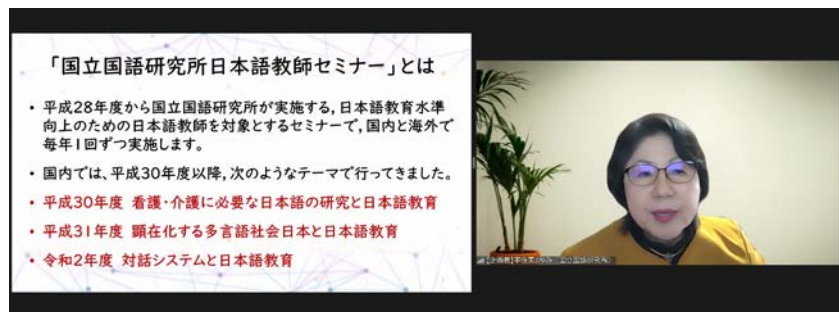 「国立国語研究所日本語教師セミナー」とは
• 平成28年度から国立国語研究所が実施する,日本語教育水準
向上のための日本語教師を対象とするセミナーで,国内と海外で
毎年1回ずつ実施します。
• 国内では、平成30年度以降,次のようなテーマで行ってきました。
• 平成30年度 看護・介護に必要な日本語の研究と日本語教育
• 平成31年度 顕在化する多言語社会日本と日本語教育
• 令和2年度 対話システムと日本語教育